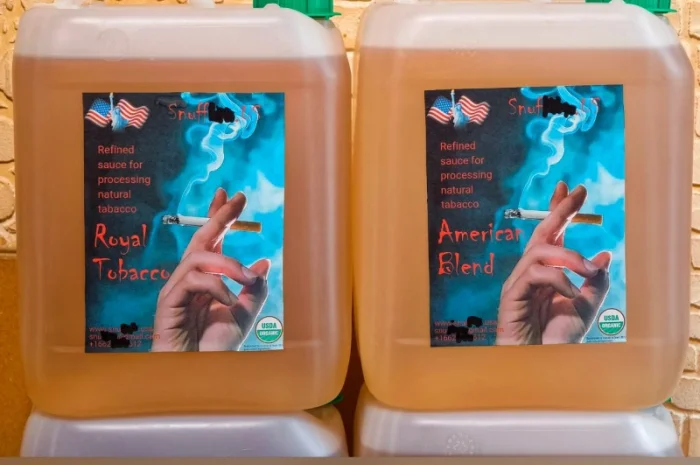 Snuff
Refined
sauce for
processing
natural
tabacco
Royal
Tobacco
USDA
ORGANIC
Snuf
Refined
sauce for
processing
natural
tabacco
American
Blend
USDA
ORGANIC